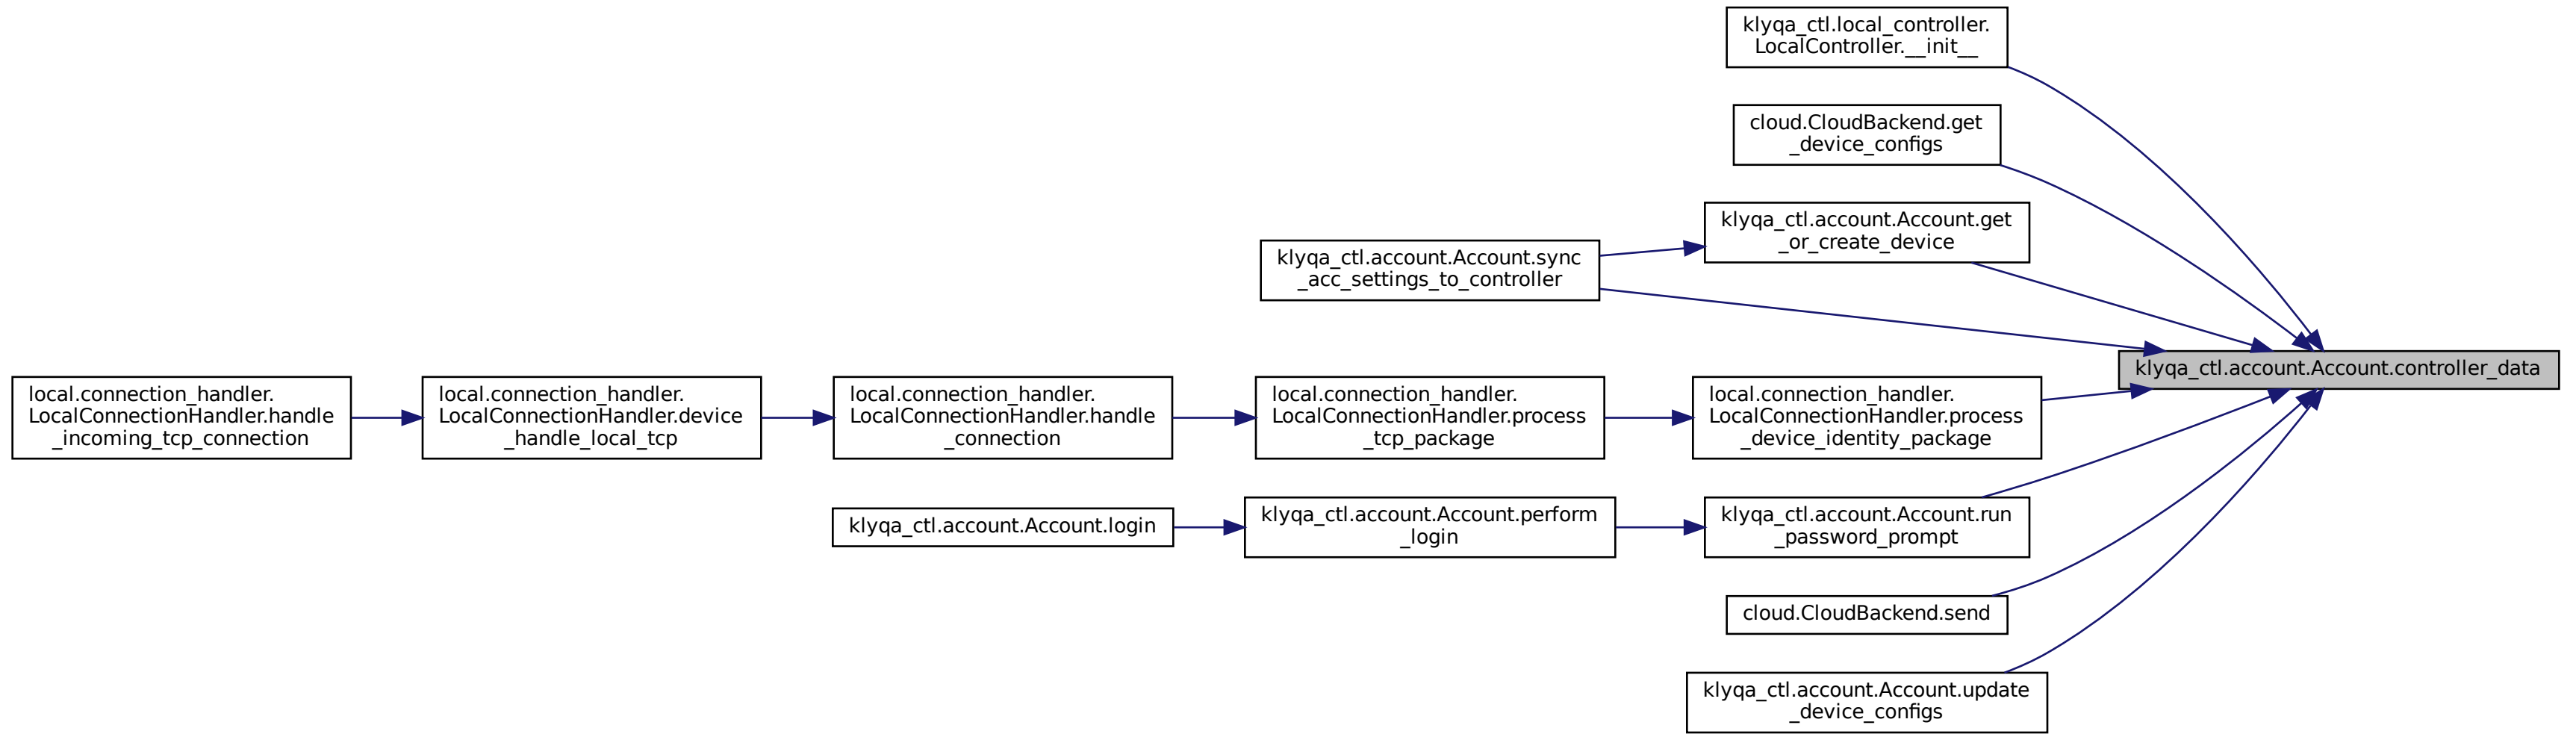 klyqa_ctl.local_controller.
LocalController.__init__
cloud.CloudBackend.get
_device_configs
klyqa_ctl.account.Account.get
_or_create_device
klyqa_ctl.account.Account.sync
_acc_settings_to_controller
klyqa_ctl.account.Account.controller_data
local.connection_handler.
LocalConnectionHandler.handle
_incoming_tcp_connection
local.connection_handler.
LocalConnectionHandler.device
_handle_local_tcp
local.connection_handler.
LocalConnectionHandler.handle
_connection
local.connection_handler.
LocalConnectionHandler.process
_tcp_package
local.connection_handler.
LocalConnectionHandler.process
_device_identity_package
klyqa_ctl.account.Account.login
klyqa_ctl.account.Account.perform
_login
klyqa_ctl.account.Account.run
_password_prompt
cloud.CloudBackend.send
klyqa_ctl.account.Account.update
_device_configs